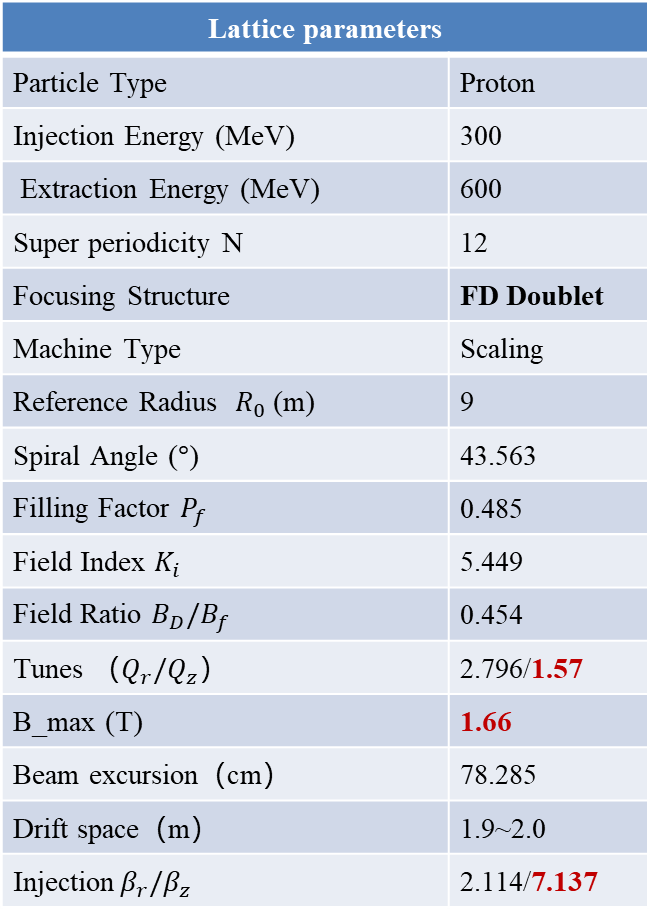 Lattice parameters
Particle Type Proton
Injection Energy (MeV) 300
Extraction Energy (MeV) 600
Super periodicity N 12
Focusing Structure FD Doublet
Machine Type Scaling
Reference Radius R₀ (m) 9
Spiral Angle (°) 43.563
Filling Factor P_f 0.485
Field Index K_i 5.449
Field Ratio B_D/B_f 0.454
Tunes （Q_r/Q_z） 2.796/1.57
B_max (T) 1.66
Beam excursion（cm） 78.285
Drift space（m） 1.9~2.0
Injection β_r/β_z 2.114/7.137